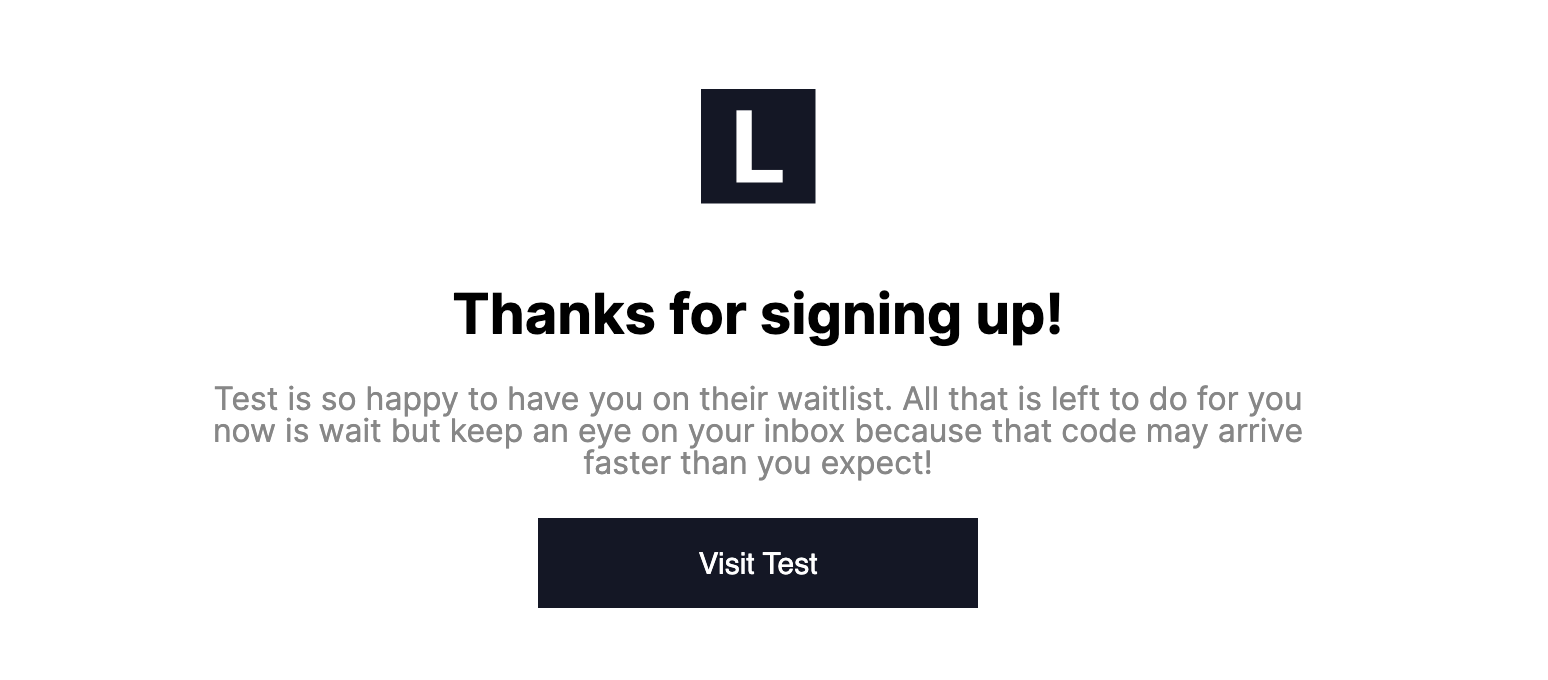 L
Thanks for signing up!
Test is so happy to have you on their waitlist. All that is left to do for you
now is wait but keep an eye on your inbox because that code may arrive
faster than you expect!
Visit Test